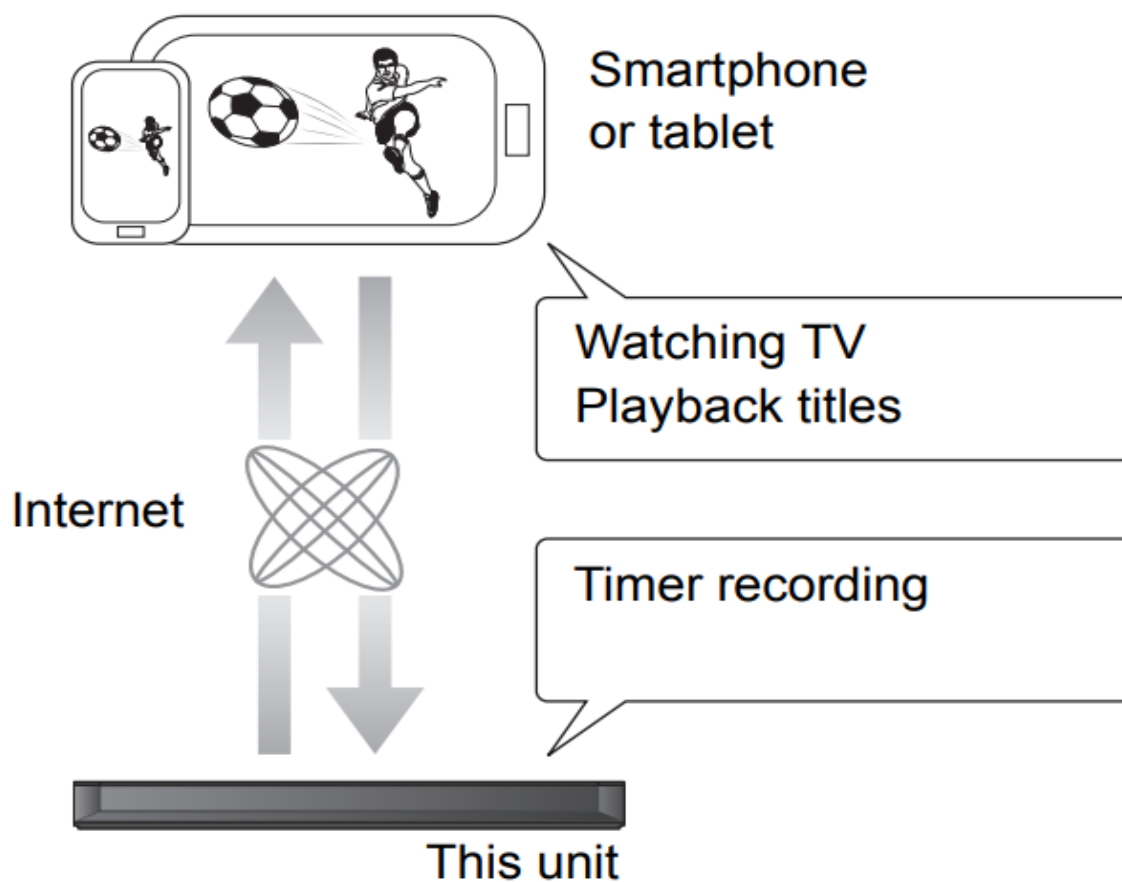 Smartphone
or tablet
Watching TV
Playback titles
Internet
Timer recording
This unit